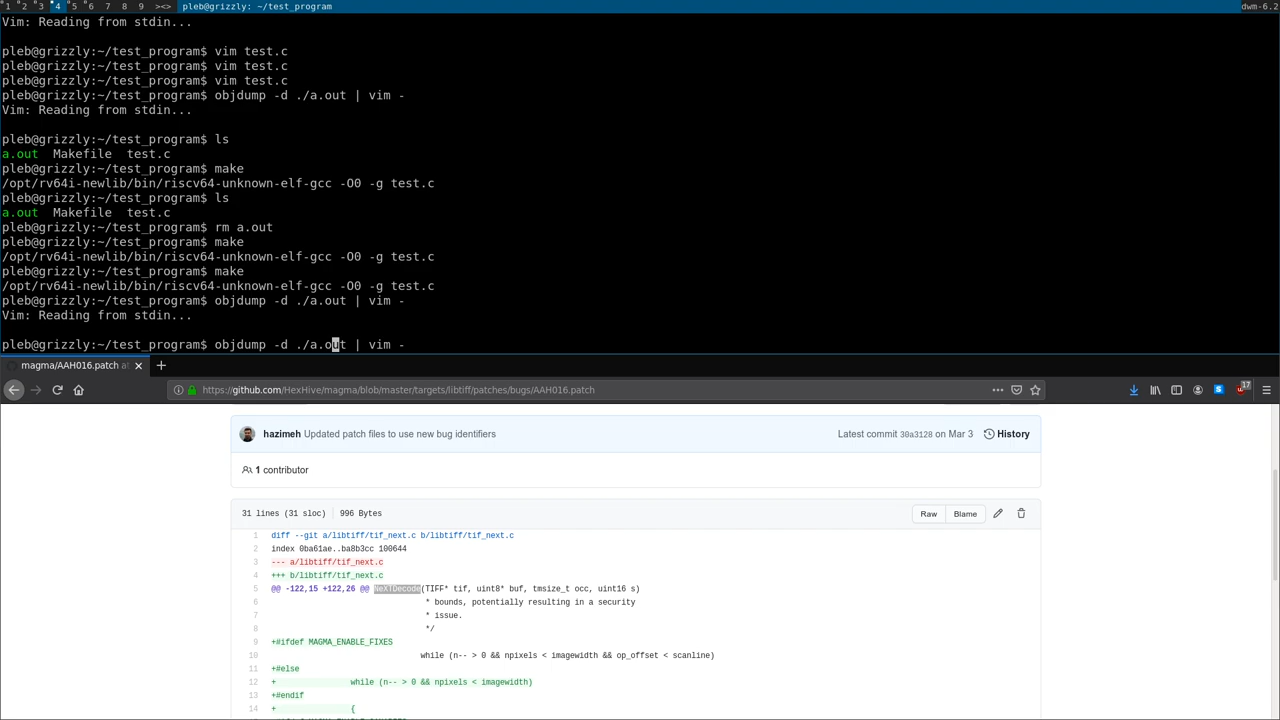 1 2 3 4 5 6 7 8 9 ><> pleb@grizzly: ~/test_program dwm-6.2
Vim: Reading from stdin...
pleb@grizzly:~/test_program$ vim test.c
pleb@grizzly:~/test_program$ vim test.c
pleb@grizzly:~/test_program$ vim test.c
pleb@grizzly:~/test_program$ objdump -d ./a.out | vim -
Vim: Reading from stdin...
pleb@grizzly:~/test_program$ ls
a.out  Makefile  test.c
pleb@grizzly:~/test_program$ make
/opt/rv64i-newlib/bin/riscv64-unknown-elf-gcc -O0 -g test.c
pleb@grizzly:~/test_program$ ls
a.out  Makefile  test.c
pleb@grizzly:~/test_program$ rm a.out
pleb@grizzly:~/test_program$ make
/opt/rv64i-newlib/bin/riscv64-unknown-elf-gcc -O0 -g test.c
pleb@grizzly:~/test_program$ make
/opt/rv64i-newlib/bin/riscv64-unknown-elf-gcc -O0 -g test.c
pleb@grizzly:~/test_program$ objdump -d ./a.out | vim -
Vim: Reading from stdin...
pleb@grizzly:~/test_program$ objdump -d ./a.out | vim -
magma/AAH016.patch at
https://github.com/HexHive/magma/blob/master/targets/libtiff/patches/bugs/AAH016.patch
17
hazimeh Updated patch files to use new bug identifiers Latest commit 30a3128 on Mar 3 History
1 contributor
31 lines (31 sloc) 996 Bytes Raw Blame
1 diff --git a/libtiff/tif_next.c b/libtiff/tif_next.c
2 index 0ba61ae..ba8b3cc 100644
3 --- a/libtiff/tif_next.c
4 +++ b/libtiff/tif_next.c
5 @@ -122,15 +122,26 @@ NeXTDecode(TIFF* tif, uint8* buf, tmsize_t occ, uint16 s)
6 * bounds, potentially resulting in a security
7 * issue.
8 */
9 +#ifdef MAGMA_ENABLE_FIXES
10 while (n-- > 0 && npixels < imagewidth && op_offset < scanline)
11 +#else
12 + while (n-- > 0 && npixels < imagewidth)
13 +#endif
14 + {